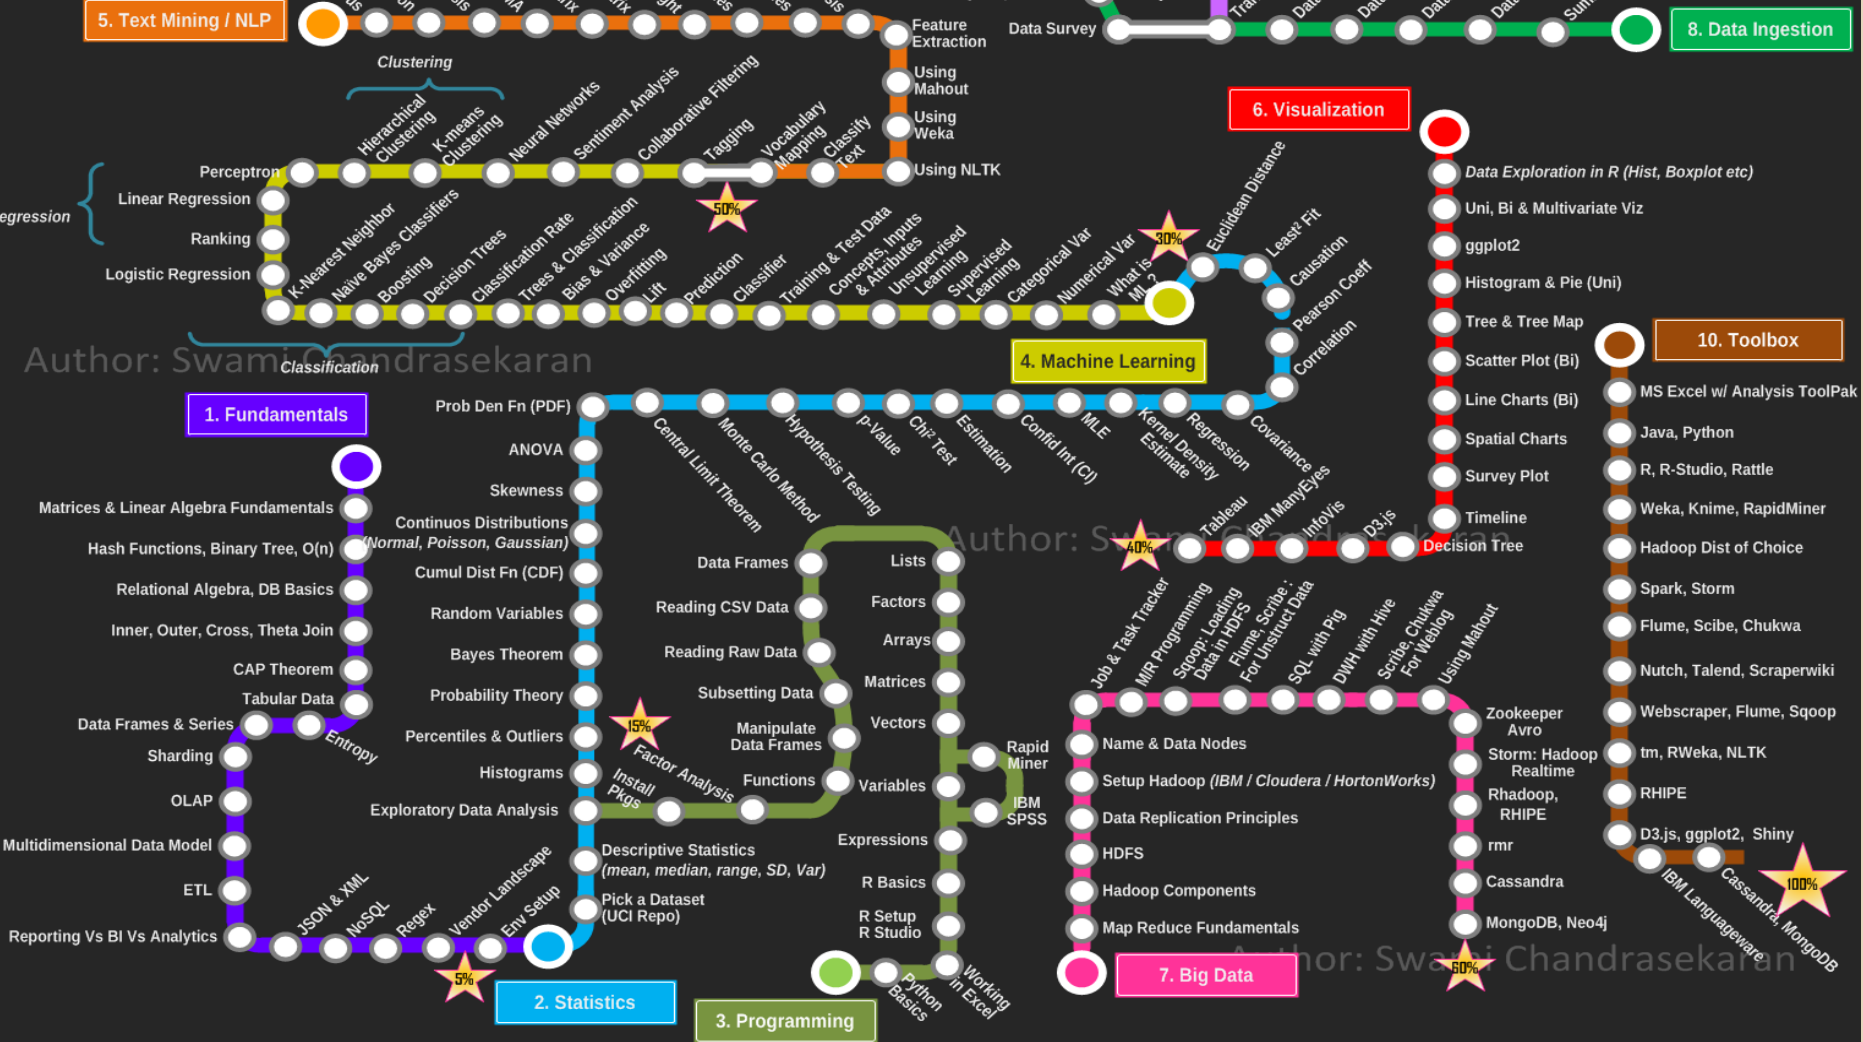 5. Text Mining / NLP
Feature
Extraction
Using
Mahout
Using
Weka
Using NLTK
Classify
Text
Vocabulary
Mapping
Tagging
50%
Collaborative Filtering
Sentiment Analysis
Neural Networks
Clustering
K-means
Clustering
Hierarchical
Clustering
Perceptron
Linear Regression
Ranking
Logistic Regression
egression
K-Nearest Neighbor
Naïve Bayes Classifiers
Boosting
Decision Trees
Classification Rate
Classification
Trees & Classification
Bias & Variance
Overfitting
Lift
Prediction
Classifier
Training & Test Data
Concepts, Inputs
& Attributes
Unsupervised
Learning
Supervised
Learning
Categorical Var
Numerical Var
What is
ML?
30%
4. Machine Learning
Data Survey
8. Data Ingestion
6. Visualization
Data Exploration in R (Hist, Boxplot etc)
Uni, Bi & Multivariate Viz
ggplot2
Histogram & Pie (Uni)
Tree & Tree Map
Scatter Plot (Bi)
Line Charts (Bi)
Spatial Charts
Survey Plot
Timeline
Decision Tree
D3.js
InfoVis
IBM ManyEyes
Tableau
40%
Euclidean Distance
Least² Fit
Causation
Pearson Coeff
Correlation
Covariance
Regression
Kernel Density
Estimate
MLE
Confid Int (CI)
Estimation
Chi² Test
p-Value
Hypothesis Testing
Monte Carlo Method
Central Limit Theorem
Prob Den Fn (PDF)
ANOVA
Skewness
Continuos Distributions
(Normal, Poisson, Gaussian)
Cumul Dist Fn (CDF)
Random Variables
Bayes Theorem
Probability Theory
Percentiles & Outliers
Histograms
Exploratory Data Analysis
Descriptive Statistics
(mean, median, range, SD, Var)
Pick a Dataset
(UCI Repo)
2. Statistics
Author: Swami Chandrasekaran
1. Fundamentals
Matrices & Linear Algebra Fundamentals
Hash Functions, Binary Tree, O(n)
Relational Algebra, DB Basics
Inner, Outer, Cross, Theta Join
CAP Theorem
Tabular Data
Entropy
Data Frames & Series
Sharding
OLAP
Multidimensional Data Model
ETL
Reporting Vs BI Vs Analytics
JSON & XML
NoSQL
Regex
Vendor Landscape
Env Setup
5%
15%
Factor Analysis
Install
Pkgs
Data Frames
Reading CSV Data
Reading Raw Data
Subsetting Data
Manipulate
Data Frames
Functions
Lists
Factors
Arrays
Matrices
Vectors
Variables
Rapid
Miner
IBM
SPSS
Expressions
R Basics
R Setup
R Studio
Working
in Excel
Python
Basics
3. Programming
Author: Swami Chandrasekaran
Job & Task Tracker
MR Programming
Sqoop: Loading
Data in HDFS
Flume, Scribe :
For Unstruct Data
SQL with Pig
DWH with Hive
Scribe, Chukwa
For Weblog
Using Mahout
Zookeeper
Avro
Storm: Hadoop
Realtime
Rhadoop,
RHIPE
rmr
Cassandra
MongoDB, Neo4j
60%
Name & Data Nodes
Setup Hadoop (IBM / Cloudera / HortonWorks)
Data Replication Principles
HDFS
Hadoop Components
Map Reduce Fundamentals
7. Big Data
Author: Swami Chandrasekaran
10. Toolbox
MS Excel w/ Analysis ToolPak
Java, Python
R, R-Studio, Rattle
Weka, Knime, RapidMiner
Hadoop Dist of Choice
Spark, Storm
Flume, Scibe, Chukwa
Nutch, Talend, Scraperwiki
Webscraper, Flume, Sqoop
tm, RWeka, NLTK
RHIPE
D3.js, ggplot2, Shiny
IBM Languageware
Cassandra, MongoDB
100%